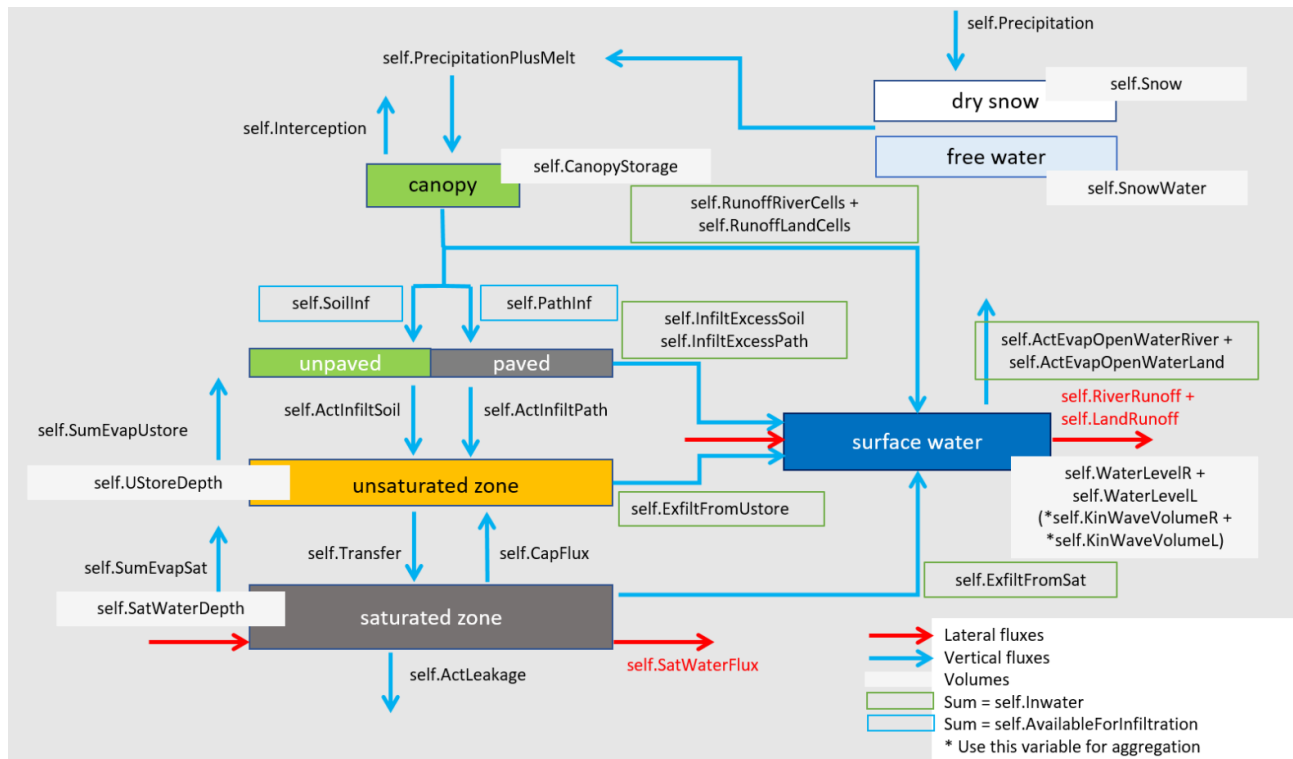 self.Precipitation
self.PrecipitationPlusMelt
self.Snow
dry snow
self.Interception
free water
self.CanopyStorage
canopy
self.SnowWater
self.RunoffRiverCells +
self.RunoffLandCells
self.SoilInf
self.PathInf
self.InfiltExcessSoil
self.InfiltExcessPath
self.ActEvapOpenWaterRiver +
self.ActEvapOpenWaterLand
unpaved
paved
self.RiverRunoff +
self.LandRunoff
self.ActInfiltSoil
self.ActInfiltPath
self.SumEvapUstore
surface water
self.UStoreDepth
unsaturated zone
self.WaterLevelR +
self.WaterLevelL
(*self.KinWaveVolumeR +
*self.KinWaveVolumeL)
self.ExfiltFromUstore
self.Transfer
self.CapFlux
self.SumEvapSat
self.ExfiltFromSat
self.SatWaterDepth
saturated zone
self.SatWaterFlux
self.ActLeakage
Lateral fluxes
Vertical fluxes
Volumes
Sum = self.Inwater
Sum = self.AvailableForInfiltration
* Use this variable for aggregation